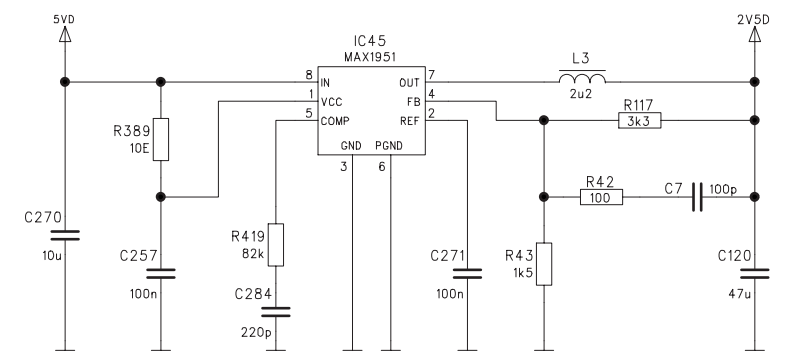 5VD
2V5D
IC45
MAX1951
L3
2u2
8 IN
OUT 7
1 VCC
FB 4
5 COMP
REF 2
GND PGND
3 6
R389
10E
R117
3k3
R42
100
C7
100p
C270
10u
C257
100n
R419
82k
C284
220p
C271
100n
R43
1k5
C120
47u